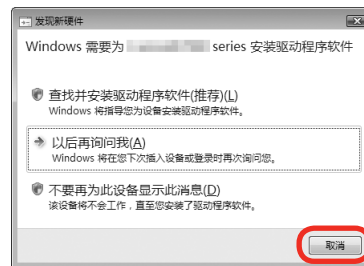 发现新硬件
Windows 需要为 series 安装驱动程序软件
查找并安装驱动程序软件(推荐)(L)
Windows 将指导您为设备安装驱动程序软件。
以后再询问我(A)
Windows 将在您下次插入设备或登录时再次询问您。
不要再为此设备显示此消息(D)
该设备将不会工作，直至您安装了驱动程序软件。
取消